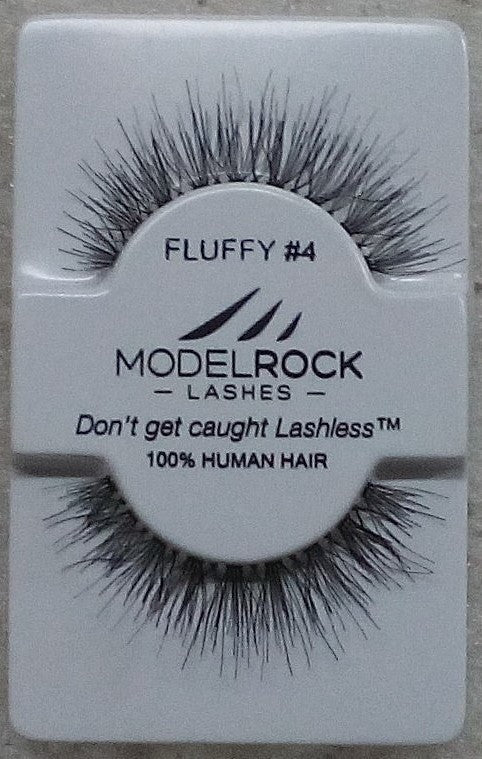 FLUFFY #4
MODELROCK
– LASHES –
Don't get caught Lashless™
100% HUMAN HAIR